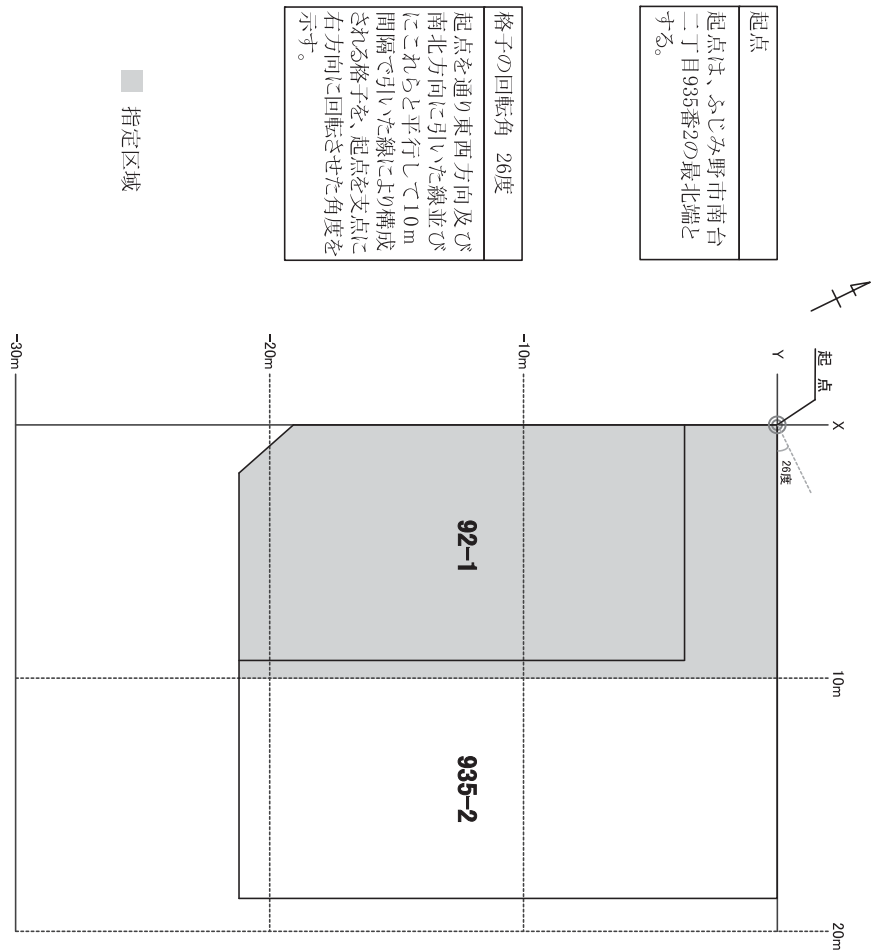 起点
起点は、ふじみ野市南台
二丁目935番2の最北端と
する。
格子の回転角 26度
起点を通り東西方向及び
南北方向に引いた線並び
にこれらと平行して10m
間隔で引いた線により構成
される格子を、起点を支点に
右方向に回転させた角度を
示す。
指定区域
起点
26度
X
Y
10m
20m
-10m
-20m
-30m
92-1
935-2